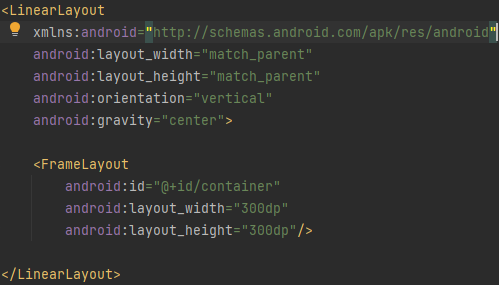 <LinearLayout
xmlns:android="http://schemas.android.com/apk/res/android"
android:layout_width="match_parent"
android:layout_height="match_parent"
android:orientation="vertical"
android:gravity="center">
<FrameLayout
android:id="@+id/container"
android:layout_width="300dp"
android:layout_height="300dp"/>
</LinearLayout>